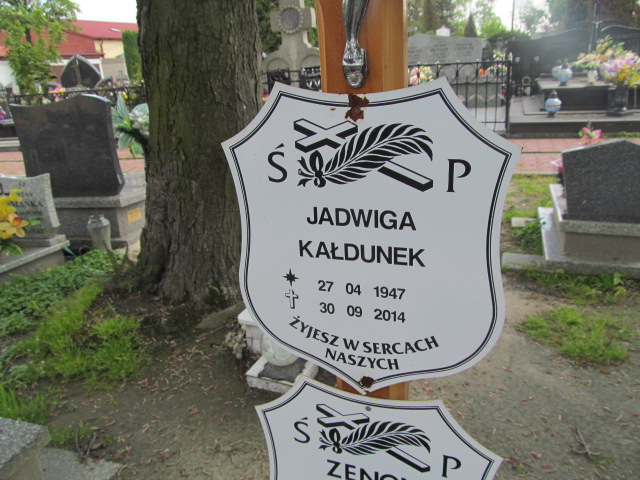 Ś P
JADWIGA
KAŁDUNEK
27 04 1947
30 09 2014
ŻYJESZ W SERCACH
NASZYCH
Ś P